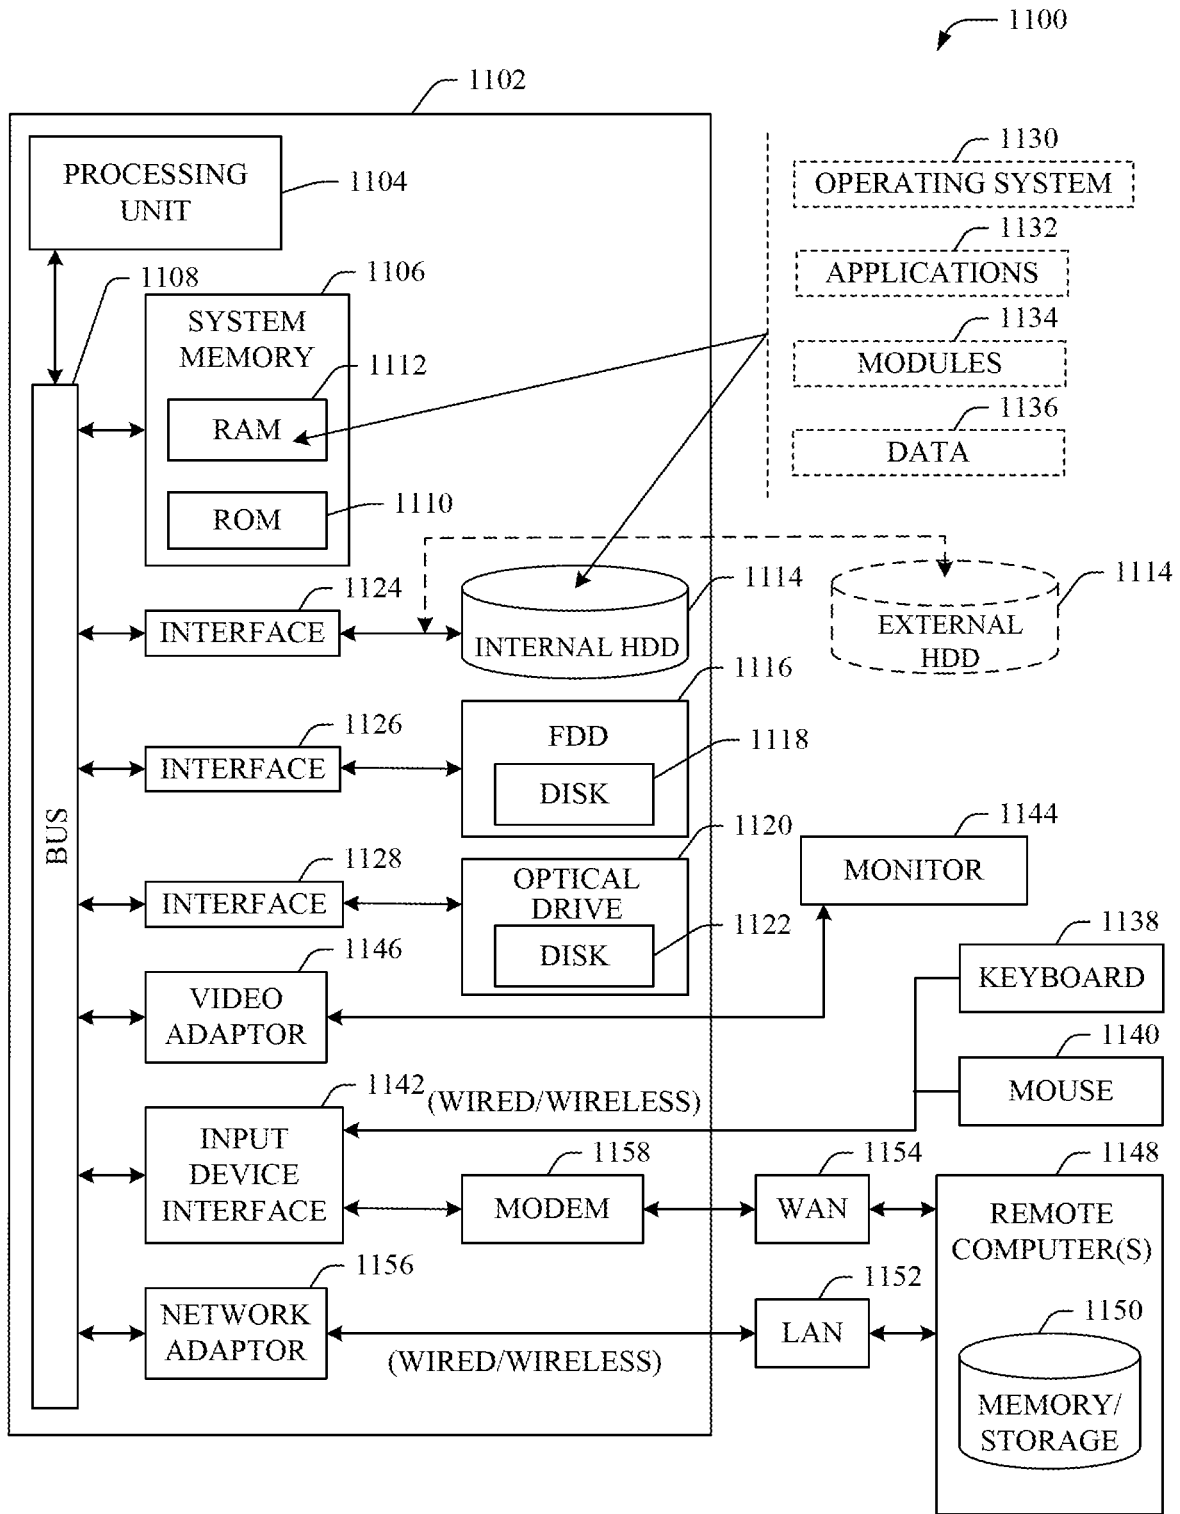 1100
1102
PROCESSING
UNIT
1104
1130
OPERATING SYSTEM
1132
APPLICATIONS
1134
MODULES
1136
DATA
1108
1106
SYSTEM
MEMORY
1112
RAM
1110
ROM
1124
INTERFACE
1114
INTERNAL HDD
1114
EXTERNAL
HDD
1126
INTERFACE
1116
FDD
1118
DISK
BUS
1128
INTERFACE
1120
OPTICAL
DRIVE
1122
DISK
1144
MONITOR
1146
VIDEO
ADAPTOR
1138
KEYBOARD
1140
MOUSE
1142
(WIRED/WIRELESS)
INPUT
DEVICE
INTERFACE
1158
MODEM
1154
WAN
1148
REMOTE
COMPUTER(S)
1156
NETWORK
ADAPTOR
(WIRED/WIRELESS)
1152
LAN
1150
MEMORY/
STORAGE